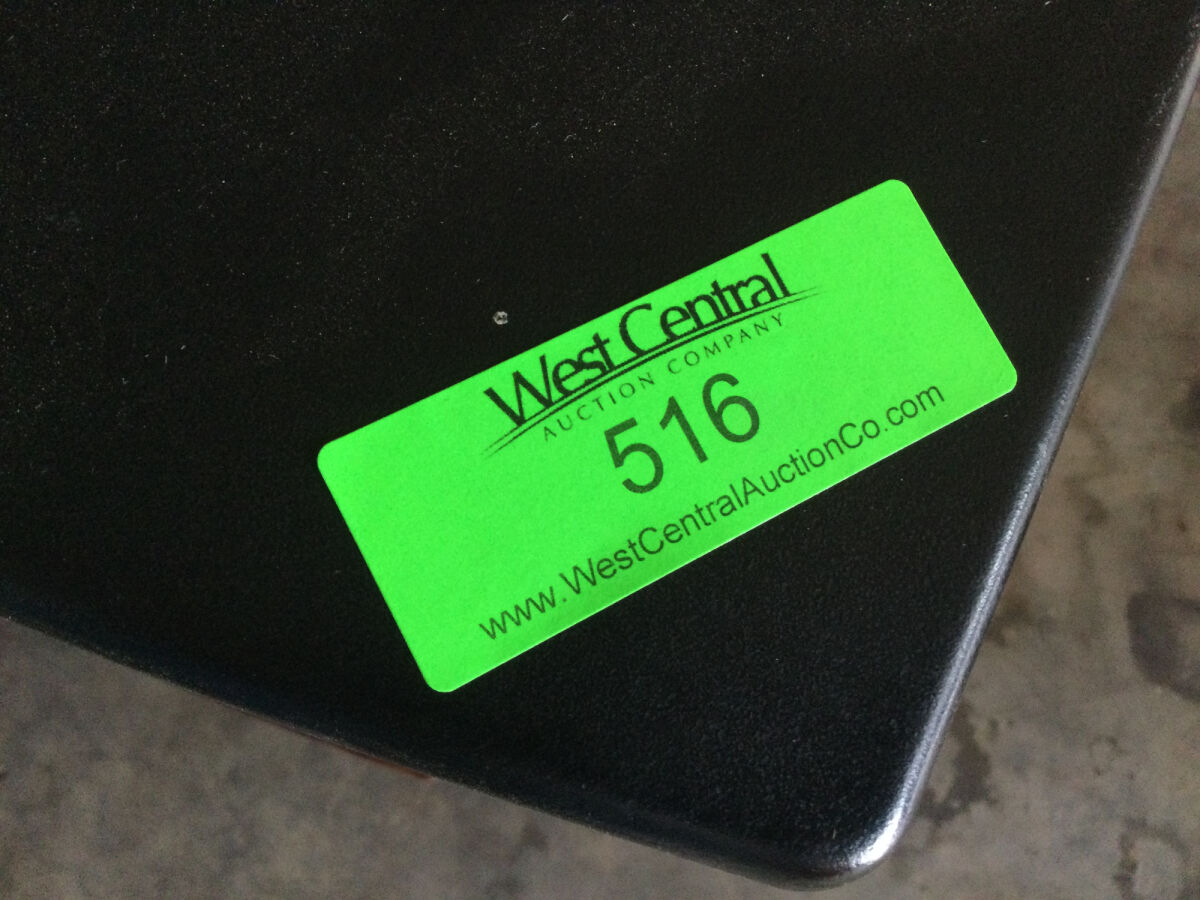 West Central
AUCTION COMPANY
516
www.WestCentralAuctionCo.com